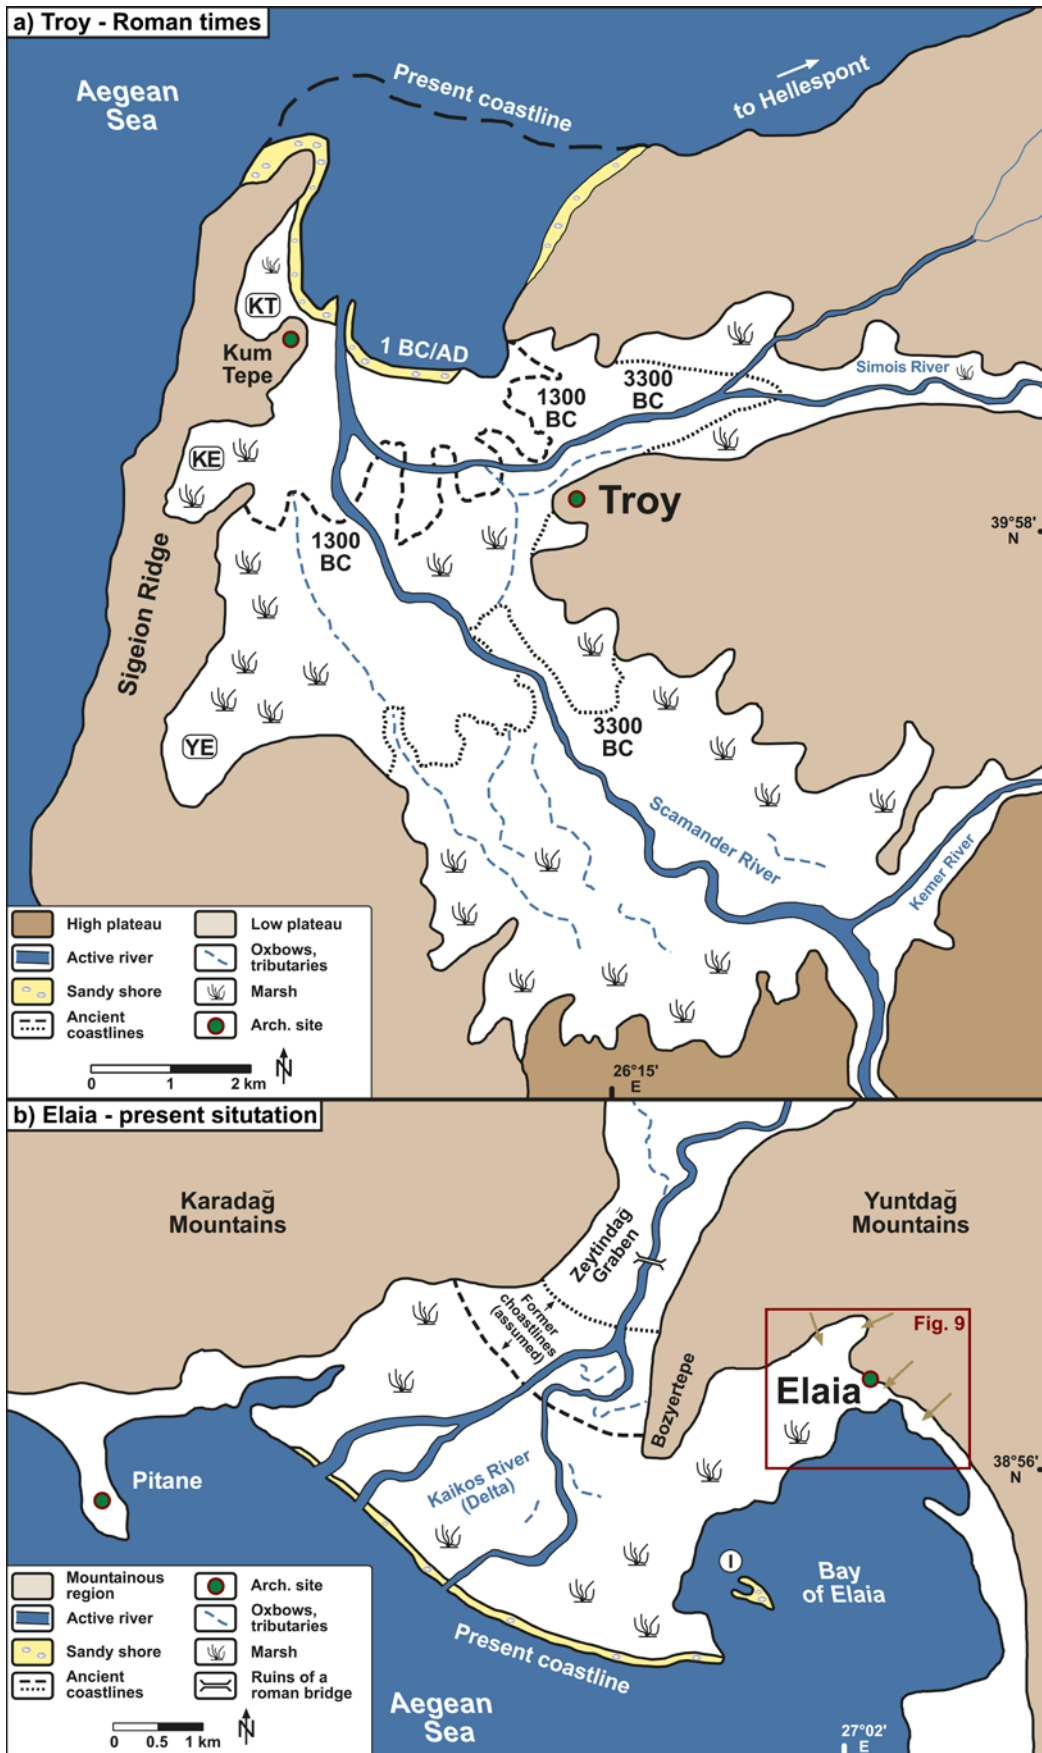 a) Troy - Roman times
Aegean
Sea
Present coastline
to Hellespont
KT
Kum
Tepe
1 BC/AD
1300
BC
3300
BC
Simois River
KE
Troy
39°58'
N
1300
BC
Sigeion Ridge
YE
3300
BC
Scamander River
Kemer River
High plateau
Low plateau
Active river
Oxbows,
tributaries
Sandy shore
Marsh
Ancient
coastlines
Arch. site
0 1 2 km
N
26°15'
E
b) Elaia - present situtation
Karadağ
Mountains
Yuntdağ
Mountains
Zeytindağ
Graben
Former
choastlines
(assumed)
Fig. 9
Elaia
Bozyertepe
38°56'
N
Pitane
Kaikos River
(Delta)
I
Bay
of Elaia
Present coastline
Aegean
Sea
Mountainous
region
Arch. site
Active river
Oxbows,
tributaries
Sandy shore
Marsh
Ancient
coastlines
Ruins of a
roman bridge
0 0.5 1 km
N
27°02'
E